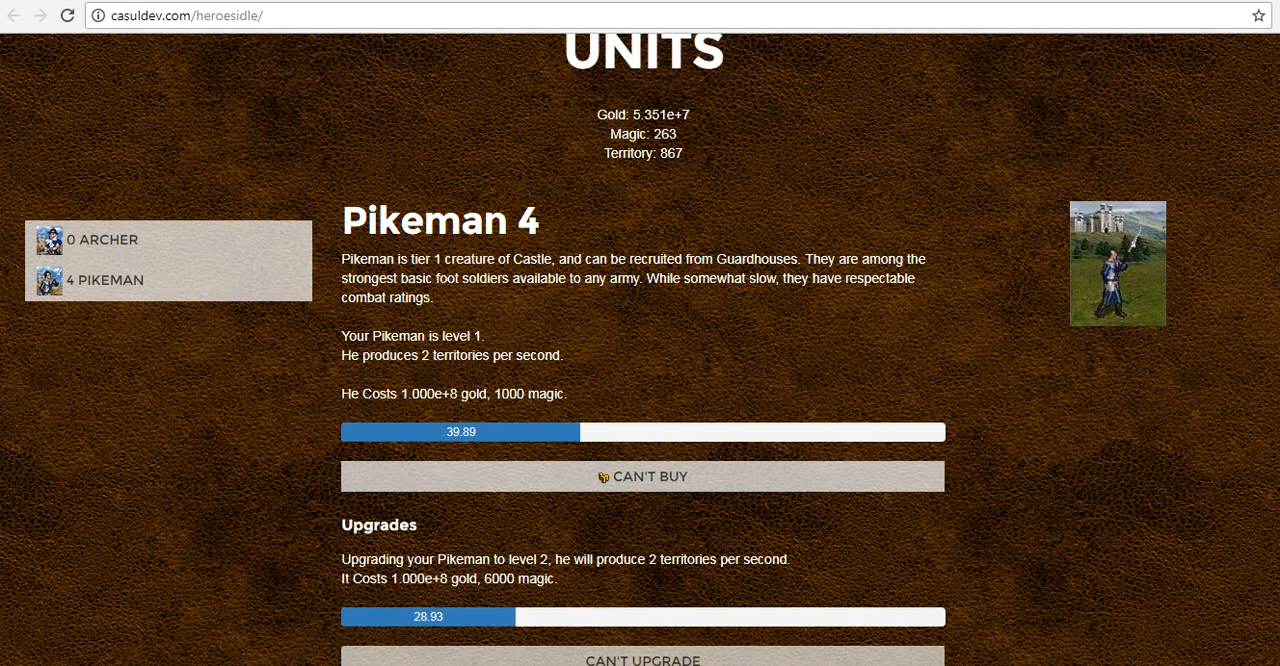 casuldev.com/heroesidle/
UNITS
Gold: 5.351e+7
Magic: 263
Territory: 867
0 ARCHER
4 PIKEMAN
Pikeman 4
Pikeman is tier 1 creature of Castle, and can be recruited from Guardhouses. They are among the
strongest basic foot soldiers available to any army. While somewhat slow, they have respectable
combat ratings.
Your Pikeman is level 1.
He produces 2 territories per second.
He Costs 1.000e+8 gold, 1000 magic.
39.89
CAN'T BUY
Upgrades
Upgrading your Pikeman to level 2, he will produce 2 territories per second.
It Costs 1.000e+8 gold, 6000 magic.
28.93
CAN'T UPGRADE